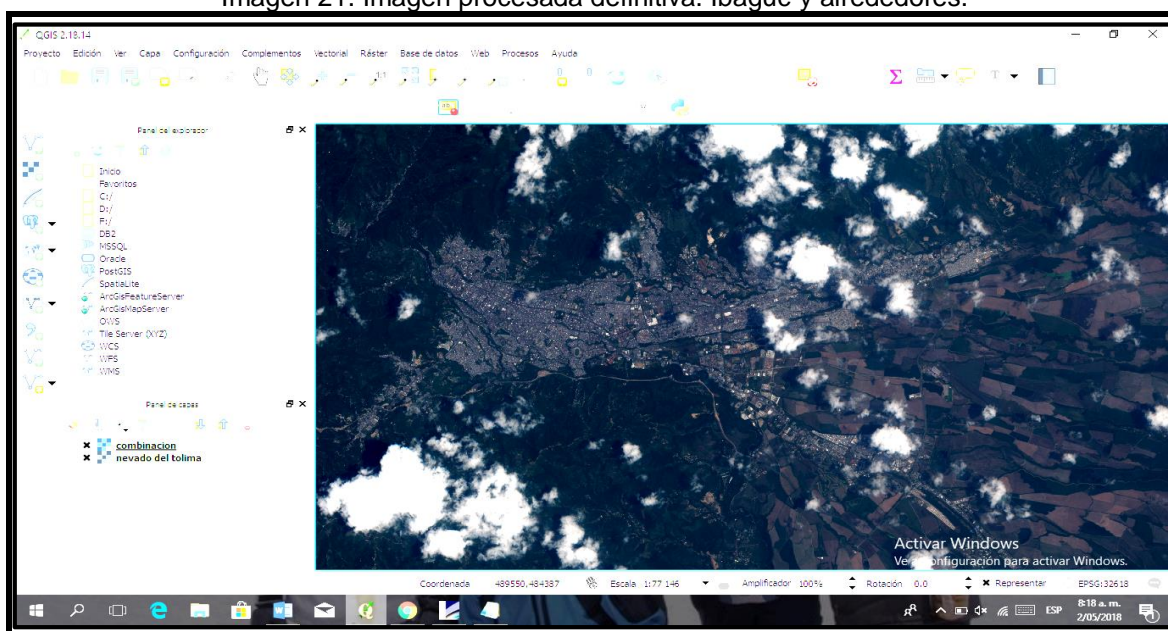 Imagen 21. Imagen procesada definitiva. Ibagué y alrededores.
QGIS 2.18.14
Proyecto Edición Ver Capa Configuración Complementos Vectorial Ráster Base de datos Web Procesos Ayuda
Panel del explorador
Inicio
Favoritos
C:/
D:/
DB2
MSSQL
Oracle
PostGIS
SpatiaLite
ArcGisFeatureServer
ArcGisMapServer
OWS
Tile Server (XYZ)
WCS
WFS
WMS
Panel de capas
combinacion
nevado del tolima
Activar Windows
Ve a Configuración para activar Windows.
Coordenada 489550,484387 Escala 1:77 146 Amplificador 100% Rotación 0.0 Representar EPSG:32618
ESP
8:18 a. m.
2/05/2018